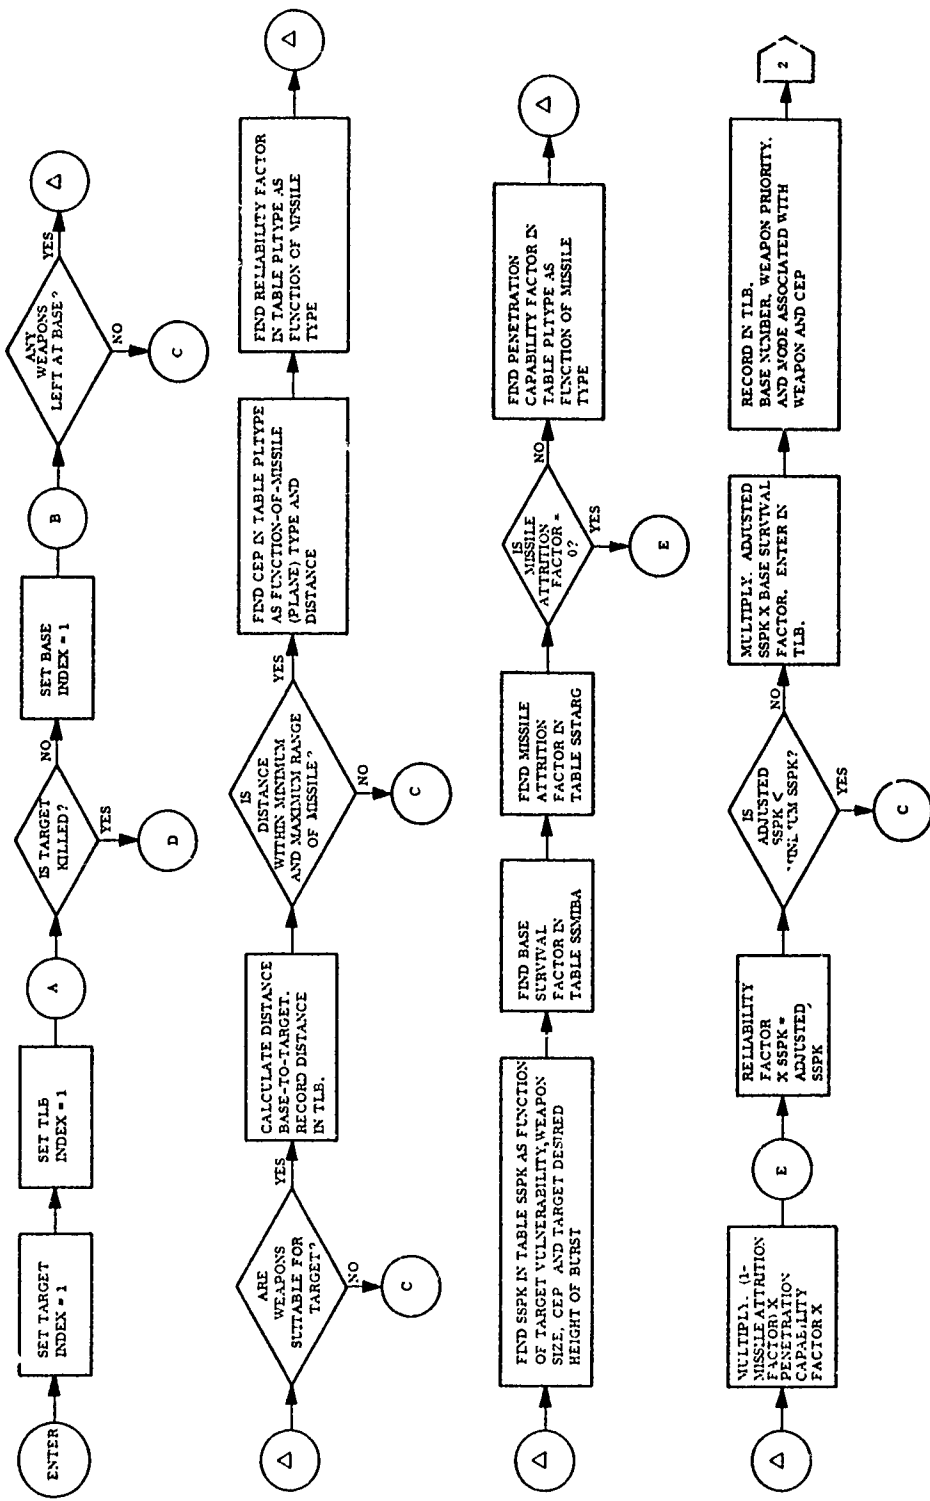 ENTER
SET TARGET
INDEX = 1
SET TLB
INDEX = 1
A
IS TARGET
KILLED?
YES
D
NO
SET BASE
INDEX = 1
B
ANY
WEAPONS
LEFT AT BASE?
NO
C
YES
Δ
Δ
ARE
WEAPONS
SUITABLE FOR
TARGET?
NO
C
YES
CALCULATE DISTANCE
BASE-TO-TARGET.
RECORD DISTANCE
IN TLB.
IS
DISTANCE
WITHIN MINIMUM
AND MAXIMUM RANGE
OF MISSILE?
NO
C
YES
FIND CEP IN TABLE PLTYPE
AS FUNCTION-OF-MISSILE
(PLANE) TYPE AND
DISTANCE
FIND RELIABILITY FACTOR
IN TABLE PLTYPE AS
FUNCTION OF MISSILE
TYPE
Δ
Δ
FIND SSPK IN TABLE SSPK AS FUNCTION
OF TARGET VULNERABILITY, WEAPON
SIZE, CEP AND TARGET DESIRED
HEIGHT OF BURST
FIND BASE
SURVIVAL
FACTOR IN
TABLE SSMIBA
FIND MISSILE
ATTRITION
FACTOR IN
TABLE SSTARG
IS
MISSILE
ATTRITION
FACTOR =
0?
YES
E
NO
FIND PENETRATION
CAPABILITY FACTOR IN
TABLE PLTYPE AS
FUNCTION OF MISSILE
TYPE
Δ
Δ
MULTIPLY. (1-
MISSILE ATTRITION
FACTOR) X
PENETRATION
CAPABILITY
FACTOR X
E
RELIABILITY
FACTOR
X SSPK =
ADJUSTED
SSPK
IS
ADJUSTED
SSPK <
SSPK?
YES
C
NO
MULTIPLY. ADJUSTED
SSPK X BASE SURVIVAL
FACTOR. ENTER IN
TLB.
RECORD IN TLB.
BASE NUMBER, WEAPON PRIORITY,
AND MODE ASSOCIATED WITH
WEAPON AND CEP
2